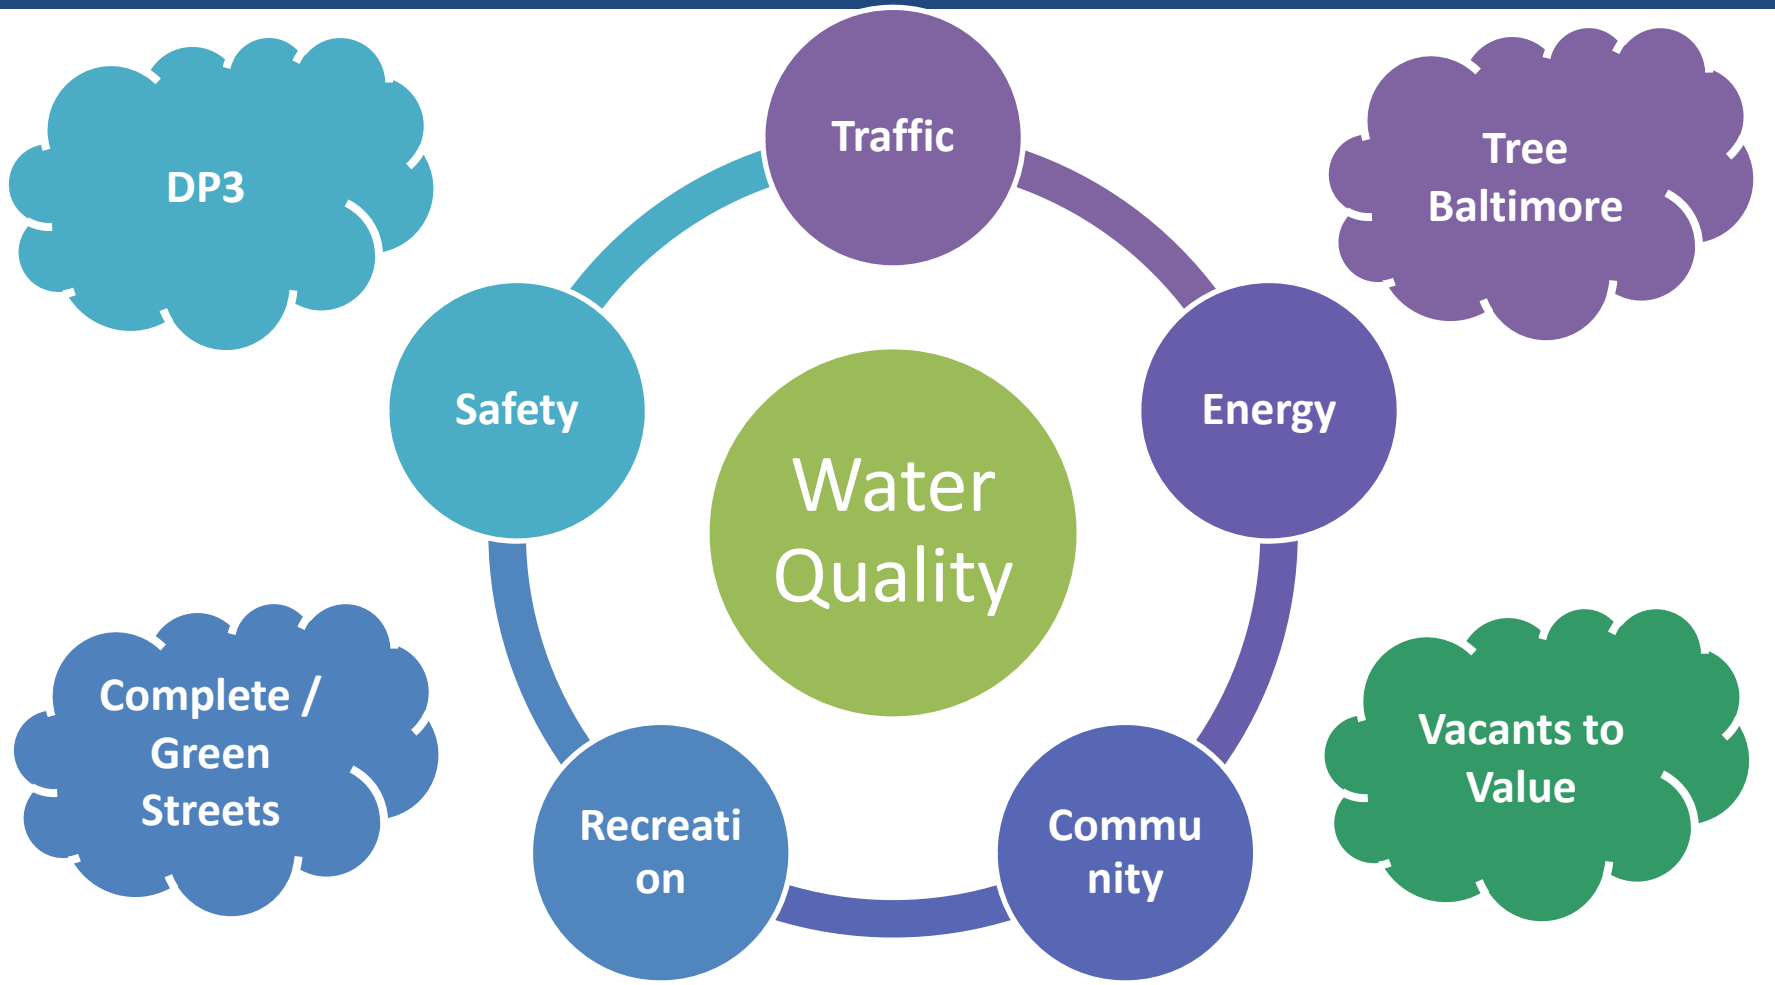 Traffic
DP3
Tree
Baltimore
Safety
Energy
Water
Quality
Complete /
Green
Streets
Vacants to
Value
Recreati
on
Commu
nity